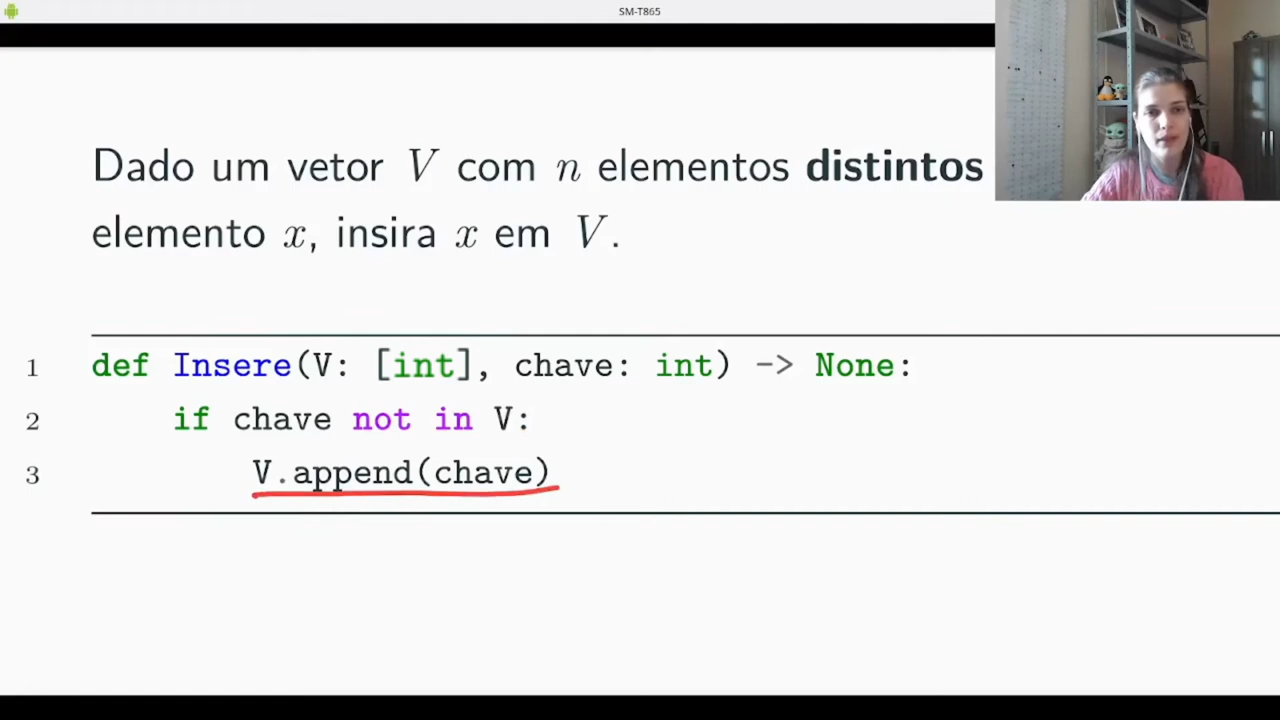 SM-T865
Dado um vetor V com n elementos distintos
elemento x, insira x em V.
1 def Insere(V: [int], chave: int) -> None:
2 if chave not in V:
3 V.append(chave)